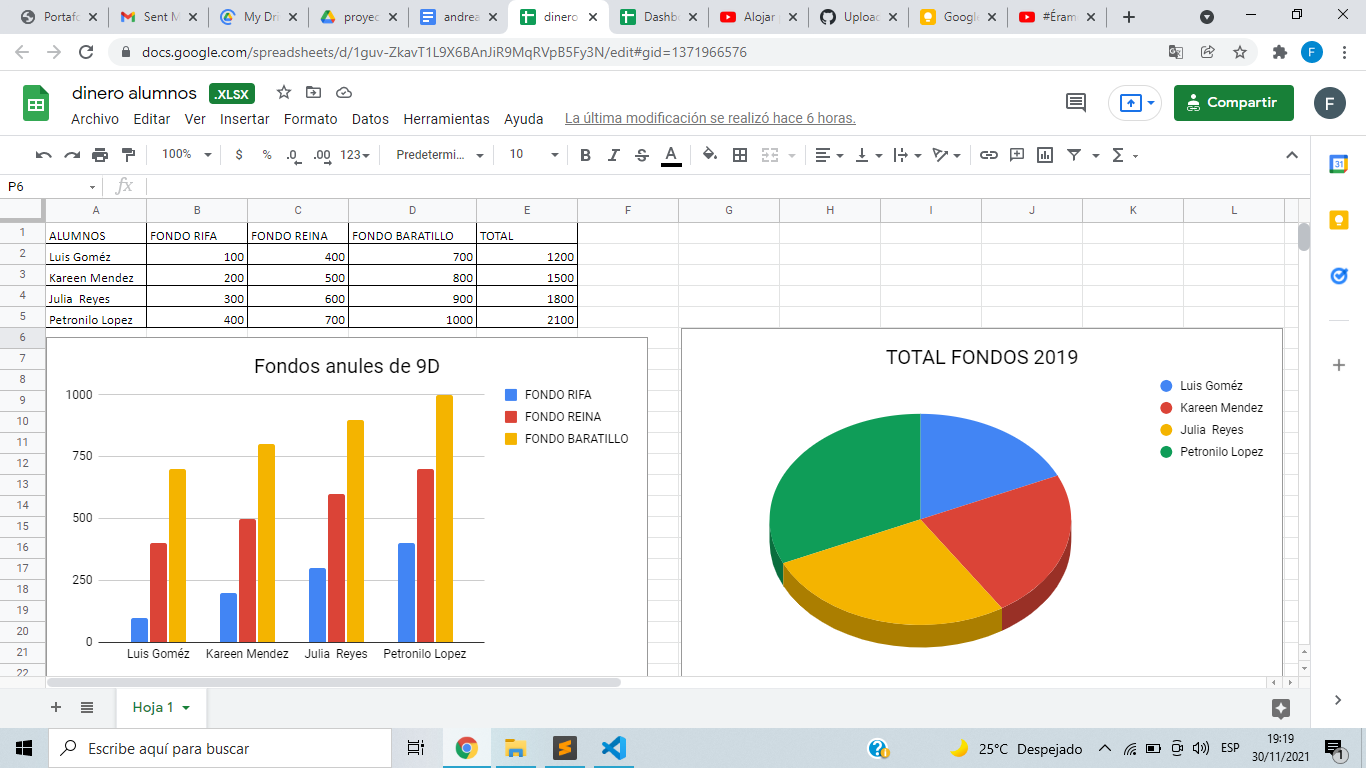 Portafo
Sent M
My Dri
proyec
andrea
dinero
Dashb
Alojar
Uploac
Google
#Éram
docs.google.com/spreadsheets/d/1guv-ZkavT1L9X6BAnJiR9MqRVpB5Fy3N/edit#gid=1371966576
F
dinero alumnos .XLSX
Compartir
F
Archivo Editar Ver Insertar Formato Datos Herramientas Ayuda La última modificación se realizó hace 6 horas.
100% $ % .0 .00 123 Predetermi... 10 B I S A
31
P6 fx
A B C D E F G H I J K L
1 ALUMNOS FONDO RIFA FONDO REINA FONDO BARATILLO TOTAL
2 Luis Goméz 100 400 700 1200
3 Kareen Mendez 200 500 800 1500
4 Julia Reyes 300 600 900 1800
5 Petronilo Lopez 400 700 1000 2100
6
7
8
9
10
11
12
13
14
15
16
17
18
19
20
21
22
Fondos anules de 9D
1000
750
500
250
0
FONDO RIFA
FONDO REINA
FONDO BARATILLO
Luis Goméz Kareen Mendez Julia Reyes Petronilo Lopez
TOTAL FONDOS 2019
Luis Goméz
Kareen Mendez
Julia Reyes
Petronilo Lopez
Hoja 1
Escribe aquí para buscar
25°C Despejado
ESP
19:19
30/11/2021
1